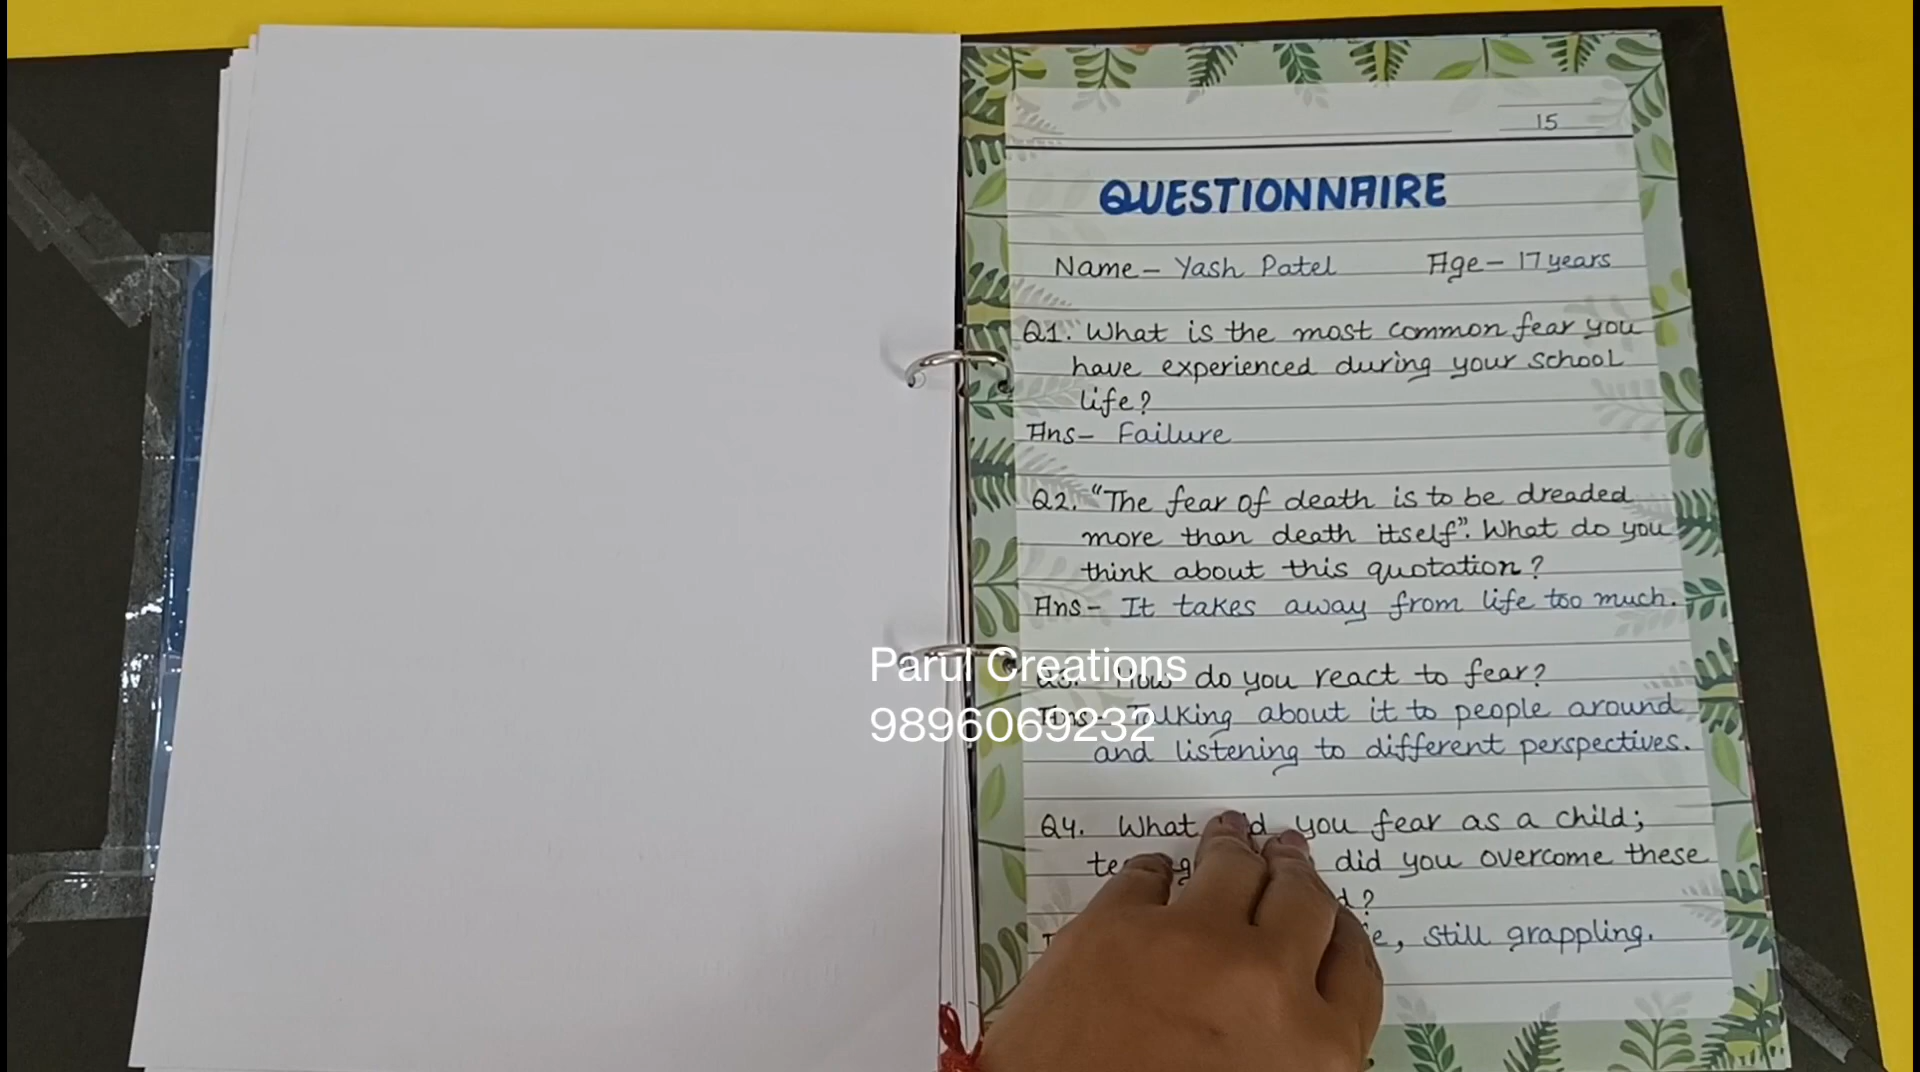 15
QUESTIONNAIRE
Name- Yash Patel Age- 17 years
Q1. What is the most common fear you
have experienced during your school
life?
Ans- Failure
Q2. "The fear of death is to be dreaded
more than death itself". What do you
think about this quotation?
Ans- It takes away from life too much.
Parul Creations
Q3. How do you react to fear?
9896069232
Ans- Talking about it to people around
and listening to different perspectives.
Q4. What you fear as a child;
did you overcome these
?
, still grappling.